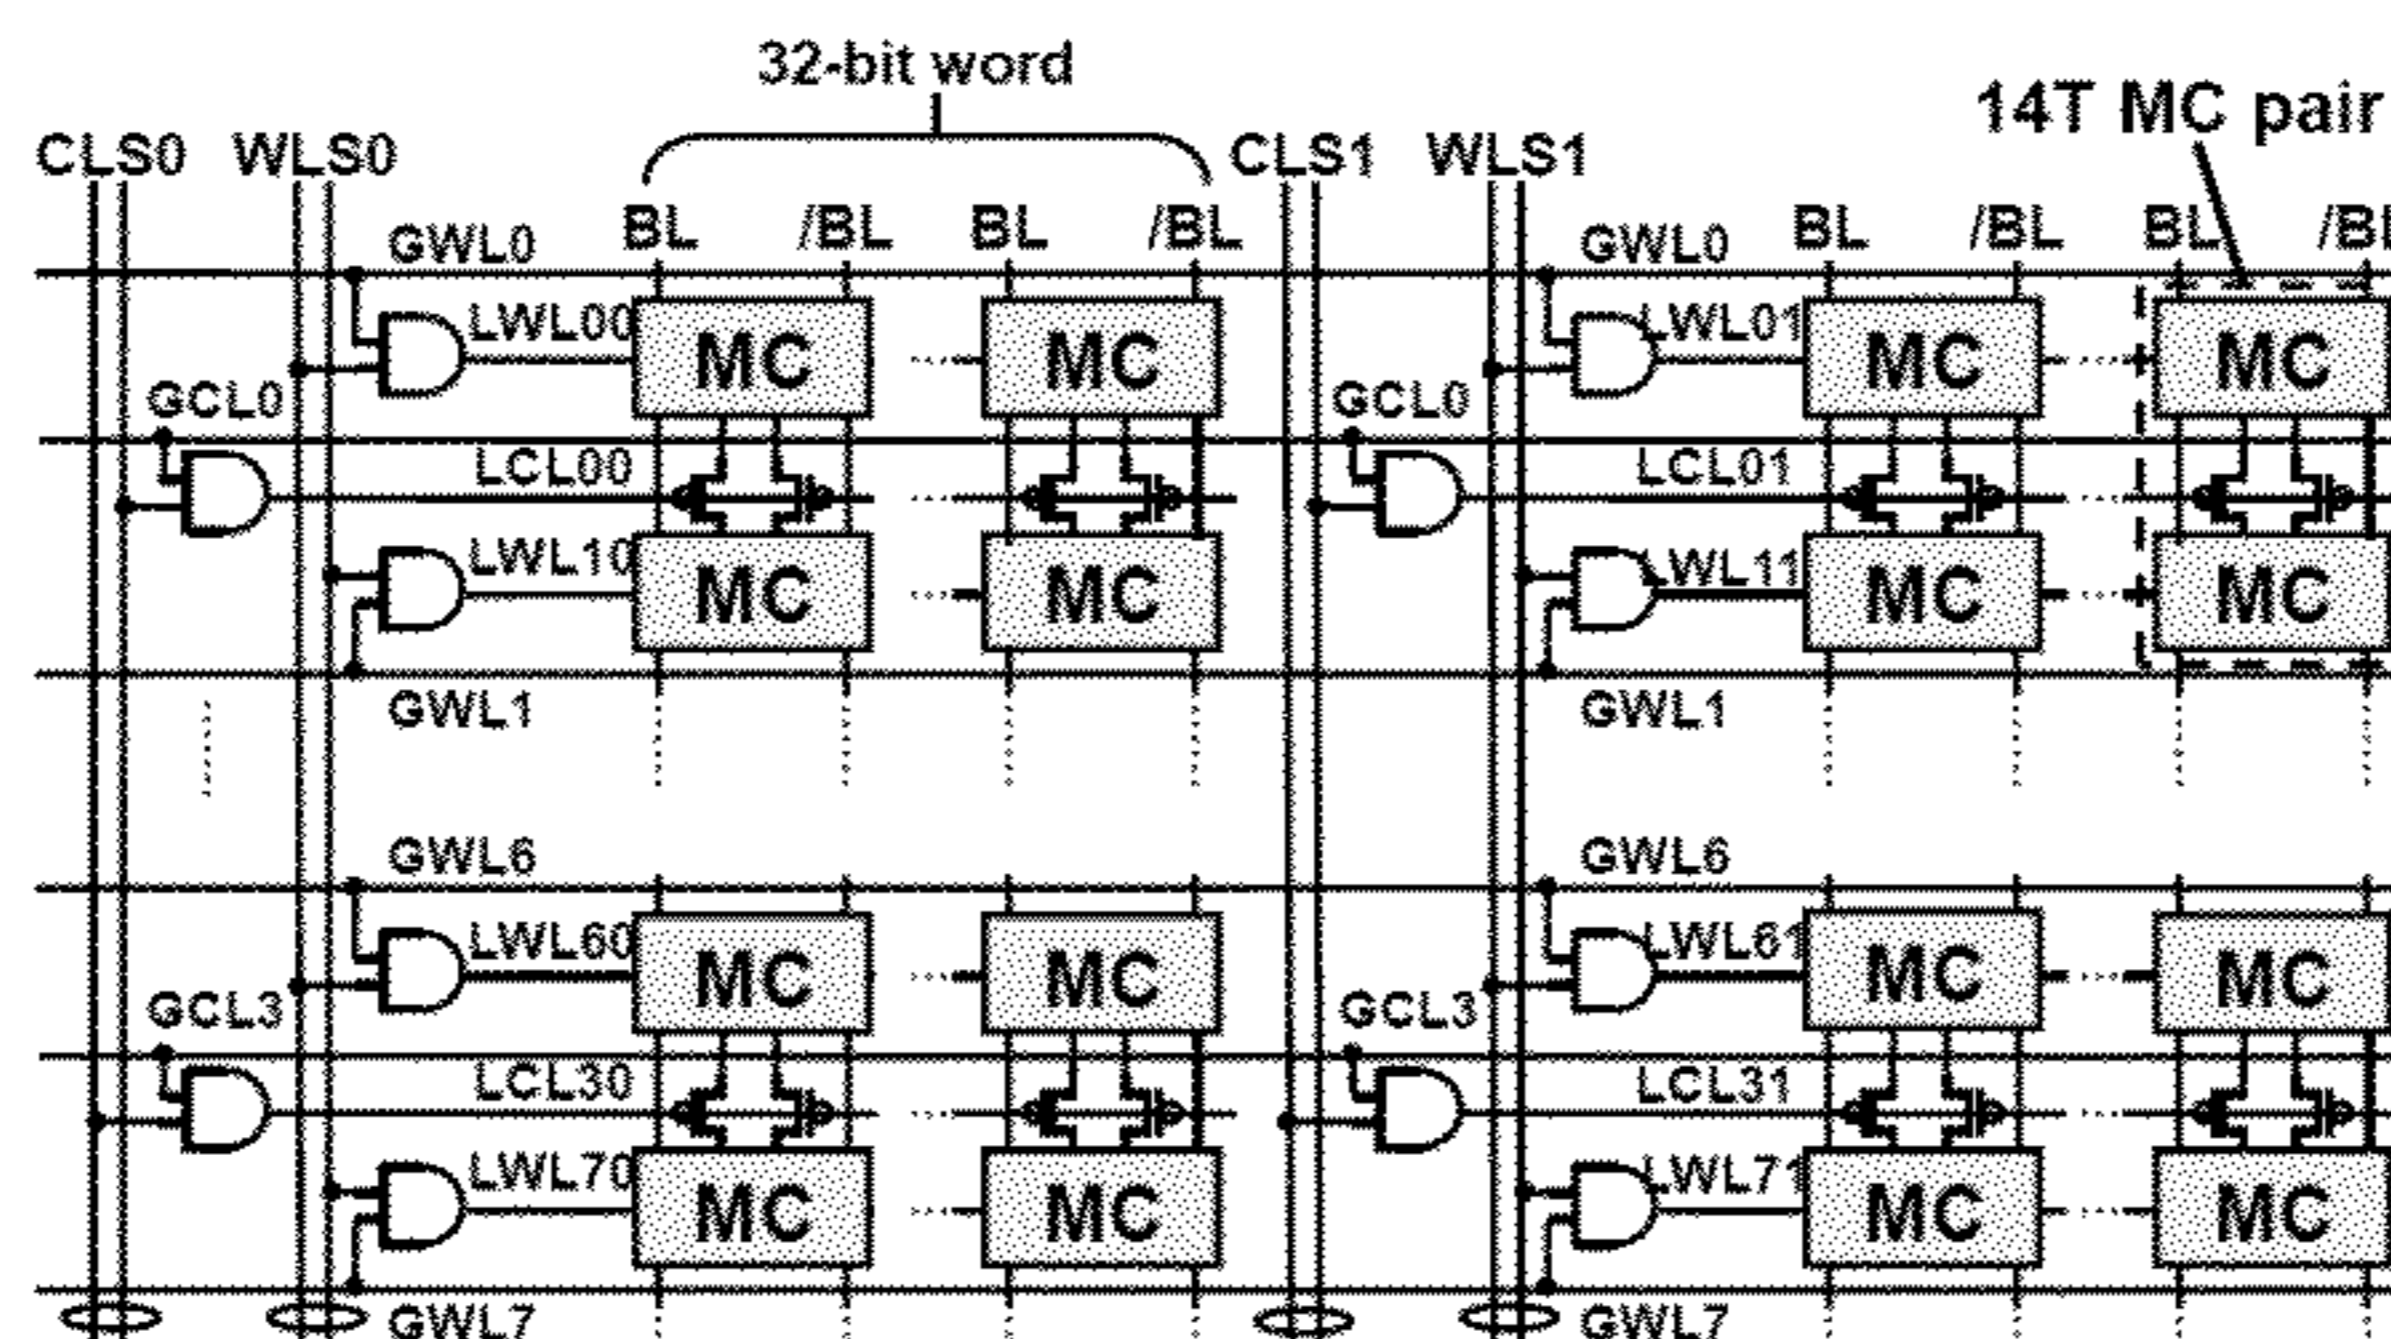 32-bit word
14T MC pair
CLS0 WLS0 CLS1 WLS1
BL /BL BL /BL BL /BL BL /BL
GWL0 GWL0
LWL00 LWL01
MC MC MC MC
GCL0 GCL0
LCL00 LCL01
LWL10 LWL11
MC MC MC MC
GWL1 GWL1
GWL6 GWL6
LWL60 LWL61
MC MC MC MC
GCL3 GCL3
LCL30 LCL31
LWL70 LWL71
MC MC MC MC
GWL7 GWL7